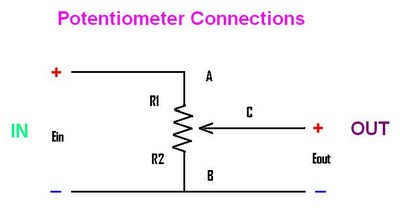 Potentiometer Connections
+
A
R1
C
IN
Ein
+
OUT
R2
Eout
B
−
−